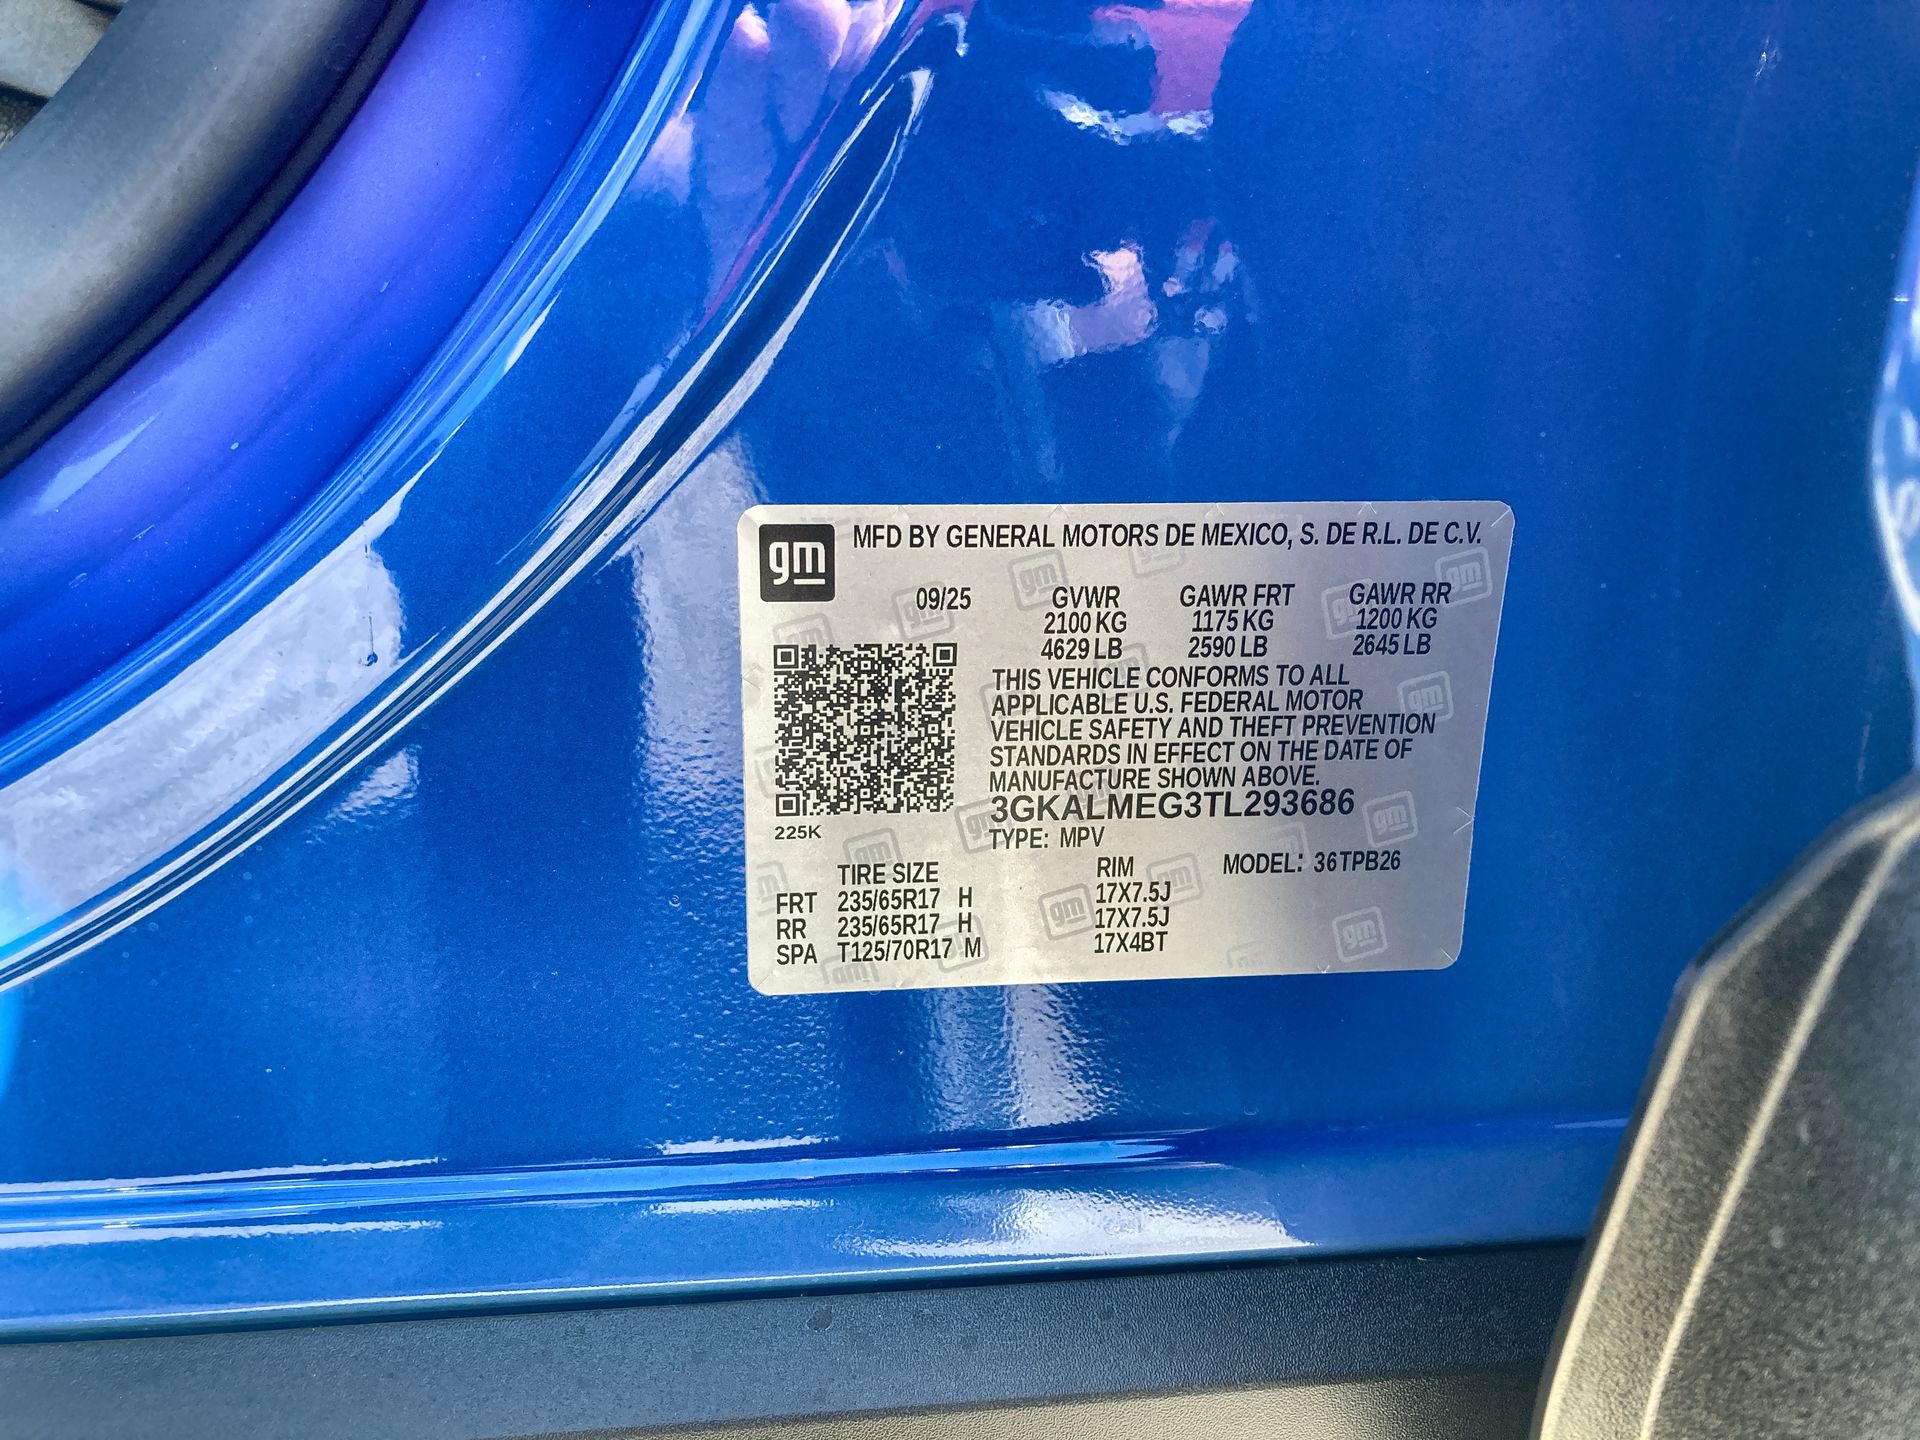 gm MFD BY GENERAL MOTORS DE MEXICO, S. DE R.L. DE C.V.
09/25 GVWR GAWR FRT GAWR RR
2100 KG 1175 KG 1200 KG
4629 LB 2590 LB 2645 LB
THIS VEHICLE CONFORMS TO ALL
APPLICABLE U.S. FEDERAL MOTOR
VEHICLE SAFETY AND THEFT PREVENTION
STANDARDS IN EFFECT ON THE DATE OF
MANUFACTURE SHOWN ABOVE.
3GKALMEG3TL293686
225K
TYPE: MPV
TIRE SIZE RIM MODEL: 36TPB26
FRT 235/65R17 H 17X7.5J
RR 235/65R17 H 17X7.5J
SPA T125/70R17 M 17X4BT